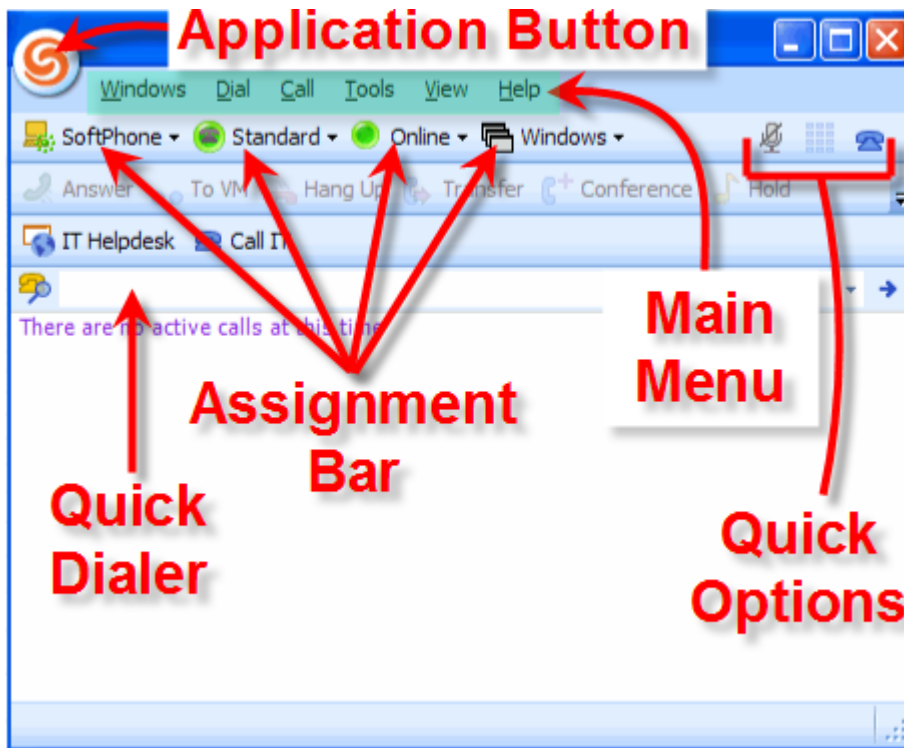 Application Button
Windows Dial Call Tools View Help
SoftPhone Standard Online Windows
Answer To VM Hang Up Transfer Conference Hold
IT Helpdesk Call IT
There are no active calls at this time
Main
Menu
Assignment
Bar
Quick
Dialer
Quick
Options